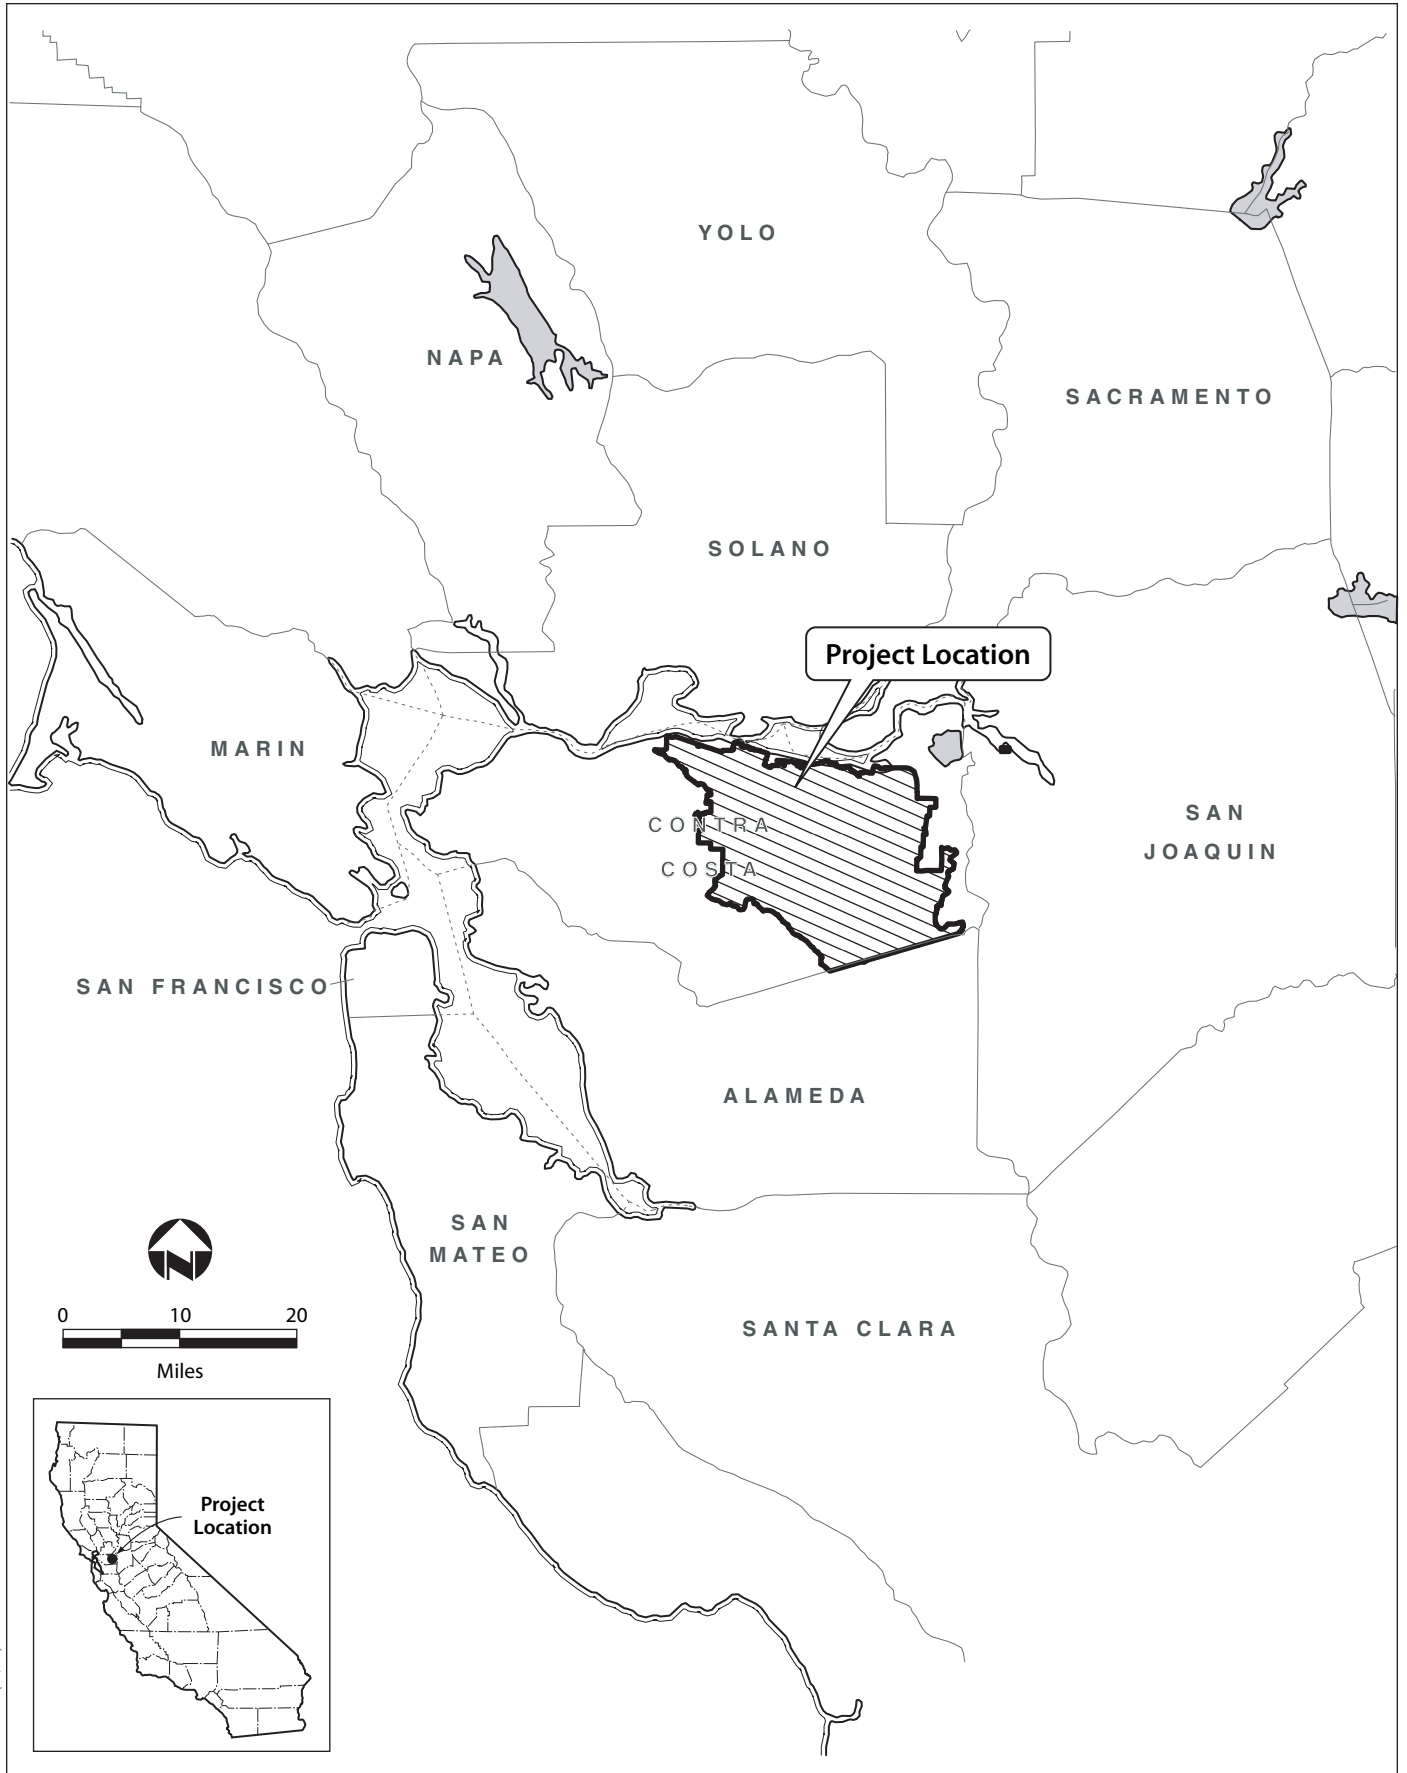 YOLO
NAPA
SACRAMENTO
SOLANO
Project Location
MARIN
SAN
JOAQUIN
CONTRA
COSTA
SAN FRANCISCO
ALAMEDA
SAN
MATEO
N
0 10 20
Miles
SANTA CLARA
Project
Location